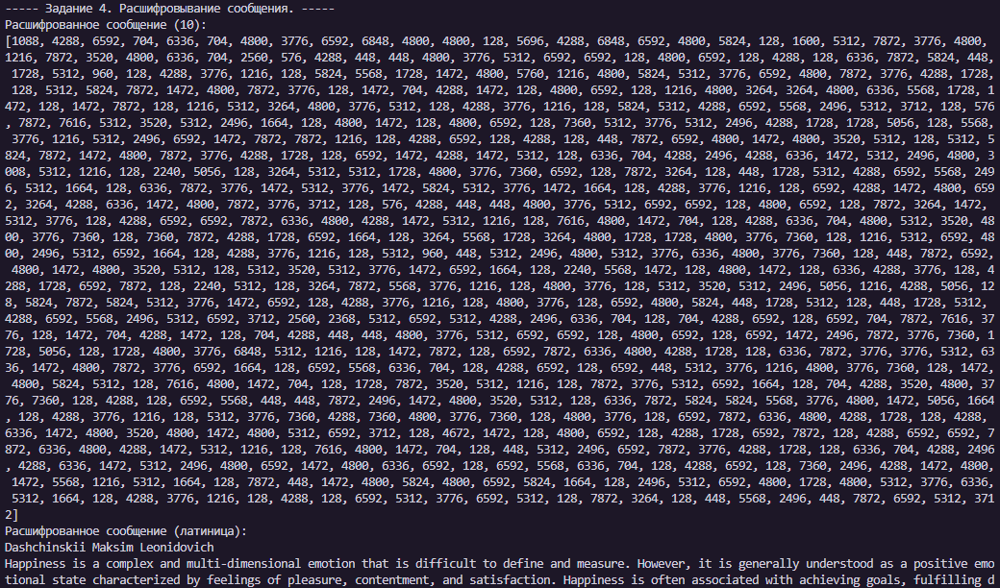 ----- Задание 4. Расшифровывание сообщения. -----
Расшифрованное сообщение (10):
[1088, 4288, 6592, 704, 6336, 704, 4800, 3776, 6592, 6848, 4800, 4800, 128, 5696, 4288, 6848, 6592, 4800, 5824, 128, 1600, 5312, 7872, 3776, 4800,
1216, 7872, 3520, 4800, 6336, 704, 2560, 576, 4288, 448, 448, 4800, 3776, 5312, 6592, 6592, 128, 4800, 6592, 128, 4288, 128, 6336, 7872, 5824, 448,
1728, 5312, 960, 128, 4288, 3776, 1216, 128, 5824, 5568, 1728, 1472, 4800, 5760, 1216, 4800, 5824, 5312, 3776, 6592, 4800, 7872, 3776, 4288, 1728,
128, 5312, 5824, 7872, 1472, 4800, 7872, 3776, 128, 1472, 704, 4288, 1472, 128, 4800, 6592, 128, 1216, 4800, 3264, 3264, 4800, 6336, 5568, 1728, 1
472, 128, 1472, 7872, 128, 1216, 5312, 3264, 4800, 3776, 5312, 128, 4288, 3776, 1216, 128, 5824, 5312, 4288, 6592, 5568, 2496, 5312, 3712, 128, 576
, 7872, 7616, 5312, 3520, 5312, 2496, 1664, 128, 4800, 1472, 128, 4800, 6592, 128, 7360, 5312, 3776, 5312, 2496, 4288, 1728, 1728, 5056, 128, 5568,
3776, 1216, 5312, 2496, 6592, 1472, 7872, 7872, 1216, 128, 4288, 6592, 128, 4288, 128, 448, 7872, 6592, 4800, 1472, 4800, 3520, 5312, 128, 5312, 5
824, 7872, 1472, 4800, 7872, 3776, 4288, 1728, 128, 6592, 1472, 4288, 1472, 5312, 128, 6336, 704, 4288, 2496, 4288, 6336, 1472, 5312, 2496, 4800, 3
008, 5312, 1216, 128, 2240, 5056, 128, 3264, 5312, 5312, 1728, 4800, 3776, 7360, 6592, 128, 7872, 3264, 128, 448, 1728, 5312, 4288, 6592, 5568, 249
6, 5312, 1664, 128, 6336, 7872, 3776, 1472, 5312, 3776, 1472, 5824, 5312, 3776, 1472, 1664, 128, 4288, 3776, 1216, 128, 6592, 4288, 1472, 4800, 659
2, 3264, 4288, 6336, 1472, 4800, 7872, 3776, 3712, 128, 576, 4288, 448, 448, 4800, 3776, 5312, 6592, 6592, 128, 4800, 6592, 128, 7872, 3264, 1472,
5312, 3776, 128, 4288, 6592, 6592, 7872, 6336, 4800, 4288, 1472, 5312, 1216, 128, 7616, 4800, 1472, 704, 128, 4288, 6336, 704, 4800, 5312, 3520, 48
00, 3776, 7360, 128, 7360, 7872, 4288, 1728, 6592, 1664, 128, 3264, 5568, 1728, 3264, 4800, 1728, 1728, 4800, 3776, 7360, 128, 1216, 5312, 6592, 48
00, 2496, 5312, 6592, 1664, 128, 4288, 3776, 1216, 128, 5312, 960, 448, 5312, 2496, 4800, 5312, 3776, 6336, 4800, 3776, 7360, 128, 448, 7872, 6592,
4800, 1472, 4800, 3520, 5312, 128, 5312, 3520, 5312, 3776, 1472, 6592, 1664, 128, 2240, 5568, 1472, 128, 4800, 1472, 128, 6336, 4288, 3776, 128, 4
288, 1728, 6592, 7872, 128, 2240, 5312, 128, 3264, 7872, 5568, 3776, 1216, 128, 4800, 3776, 128, 5312, 3520, 5312, 2496, 5056, 1216, 4288, 5056, 12
8, 5824, 7872, 5824, 5312, 3776, 1472, 6592, 128, 4288, 3776, 1216, 128, 4800, 3776, 128, 6592, 4800, 5824, 448, 1728, 5312, 128, 448, 1728, 5312,
4288, 6592, 5568, 2496, 5312, 6592, 3712, 2560, 2368, 5312, 6592, 5312, 4288, 2496, 6336, 704, 128, 704, 4288, 6592, 128, 6592, 704, 7872, 7616, 37
76, 128, 1472, 704, 4288, 1472, 128, 704, 4288, 448, 448, 4800, 3776, 5312, 6592, 6592, 128, 4800, 6592, 128, 6592, 1472, 2496, 7872, 3776, 7360, 1
728, 5056, 128, 1728, 4800, 3776, 6848, 5312, 1216, 128, 1472, 7872, 128, 6592, 7872, 6336, 4800, 4288, 1728, 128, 6336, 7872, 3776, 3776, 5312, 63
36, 1472, 4800, 7872, 3776, 6592, 1664, 128, 6592, 5568, 6336, 704, 128, 4288, 6592, 128, 6592, 448, 5312, 3776, 1216, 4800, 3776, 7360, 128, 1472,
4800, 5824, 5312, 128, 7616, 4800, 1472, 704, 128, 1728, 7872, 3520, 5312, 1216, 128, 7872, 3776, 5312, 6592, 1664, 128, 704, 4288, 3520, 4800, 37
76, 7360, 128, 4288, 128, 6592, 5568, 448, 448, 7872, 2496, 1472, 4800, 3520, 5312, 128, 6336, 7872, 5824, 5824, 5568, 3776, 4800, 1472, 5056, 1664
, 128, 4288, 3776, 1216, 128, 5312, 3776, 7360, 4288, 7360, 4800, 3776, 7360, 128, 4800, 3776, 128, 6592, 7872, 6336, 4800, 4288, 1728, 128, 4288,
6336, 1472, 4800, 3520, 4800, 1472, 4800, 5312, 6592, 3712, 128, 4672, 1472, 128, 4800, 6592, 128, 4288, 1728, 6592, 7872, 128, 4288, 6592, 6592, 7
872, 6336, 4800, 4288, 1472, 5312, 1216, 128, 7616, 4800, 1472, 704, 128, 448, 5312, 2496, 6592, 7872, 3776, 4288, 1728, 128, 6336, 704, 4288, 2496
, 4288, 6336, 1472, 5312, 2496, 4800, 6592, 1472, 4800, 6336, 6592, 128, 6592, 5568, 6336, 704, 128, 4288, 6592, 128, 7360, 2496, 4288, 1472, 4800,
1472, 5568, 1216, 5312, 1664, 128, 7872, 448, 1472, 4800, 5824, 4800, 6592, 5824, 1664, 128, 2496, 5312, 6592, 4800, 1728, 4800, 5312, 3776, 6336,
5312, 1664, 128, 4288, 3776, 1216, 128, 4288, 128, 6592, 5312, 3776, 6592, 5312, 128, 7872, 3264, 128, 448, 5568, 2496, 448, 7872, 6592, 5312, 371
2]
Расшифрованное сообщение (латиница):
Dashchinskii Maksim Leonidovich
Happiness is a complex and multi-dimensional emotion that is difficult to define and measure. However, it is generally understood as a positive emo
tional state characterized by feelings of pleasure, contentment, and satisfaction. Happiness is often associated with achieving goals, fulfilling d